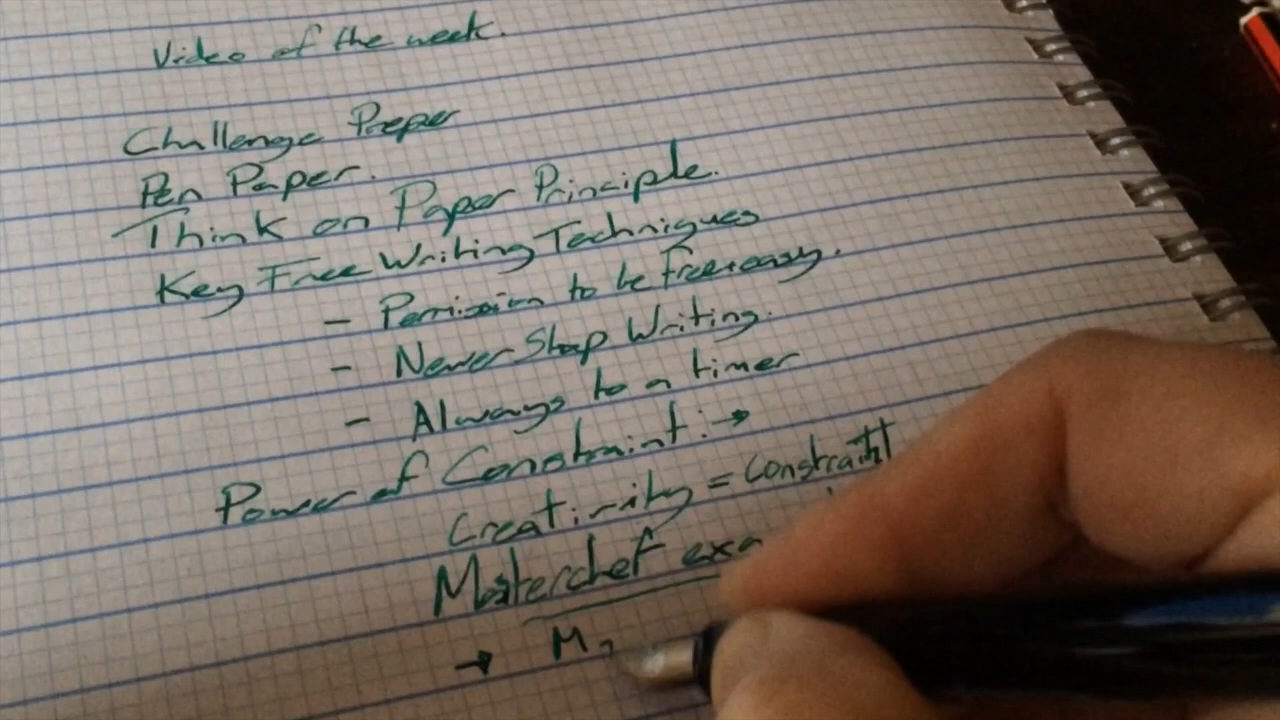 Video of the week.
Challenge Preper
Pen Paper.
Think on Paper Principle.
Key Free Writing Techniques
- Permission to be Free+easy.
- Never Stop Writing.
- Always to a timer
Power of Constraint: →
Creativity = Constraint
Masterchef exa
→ M